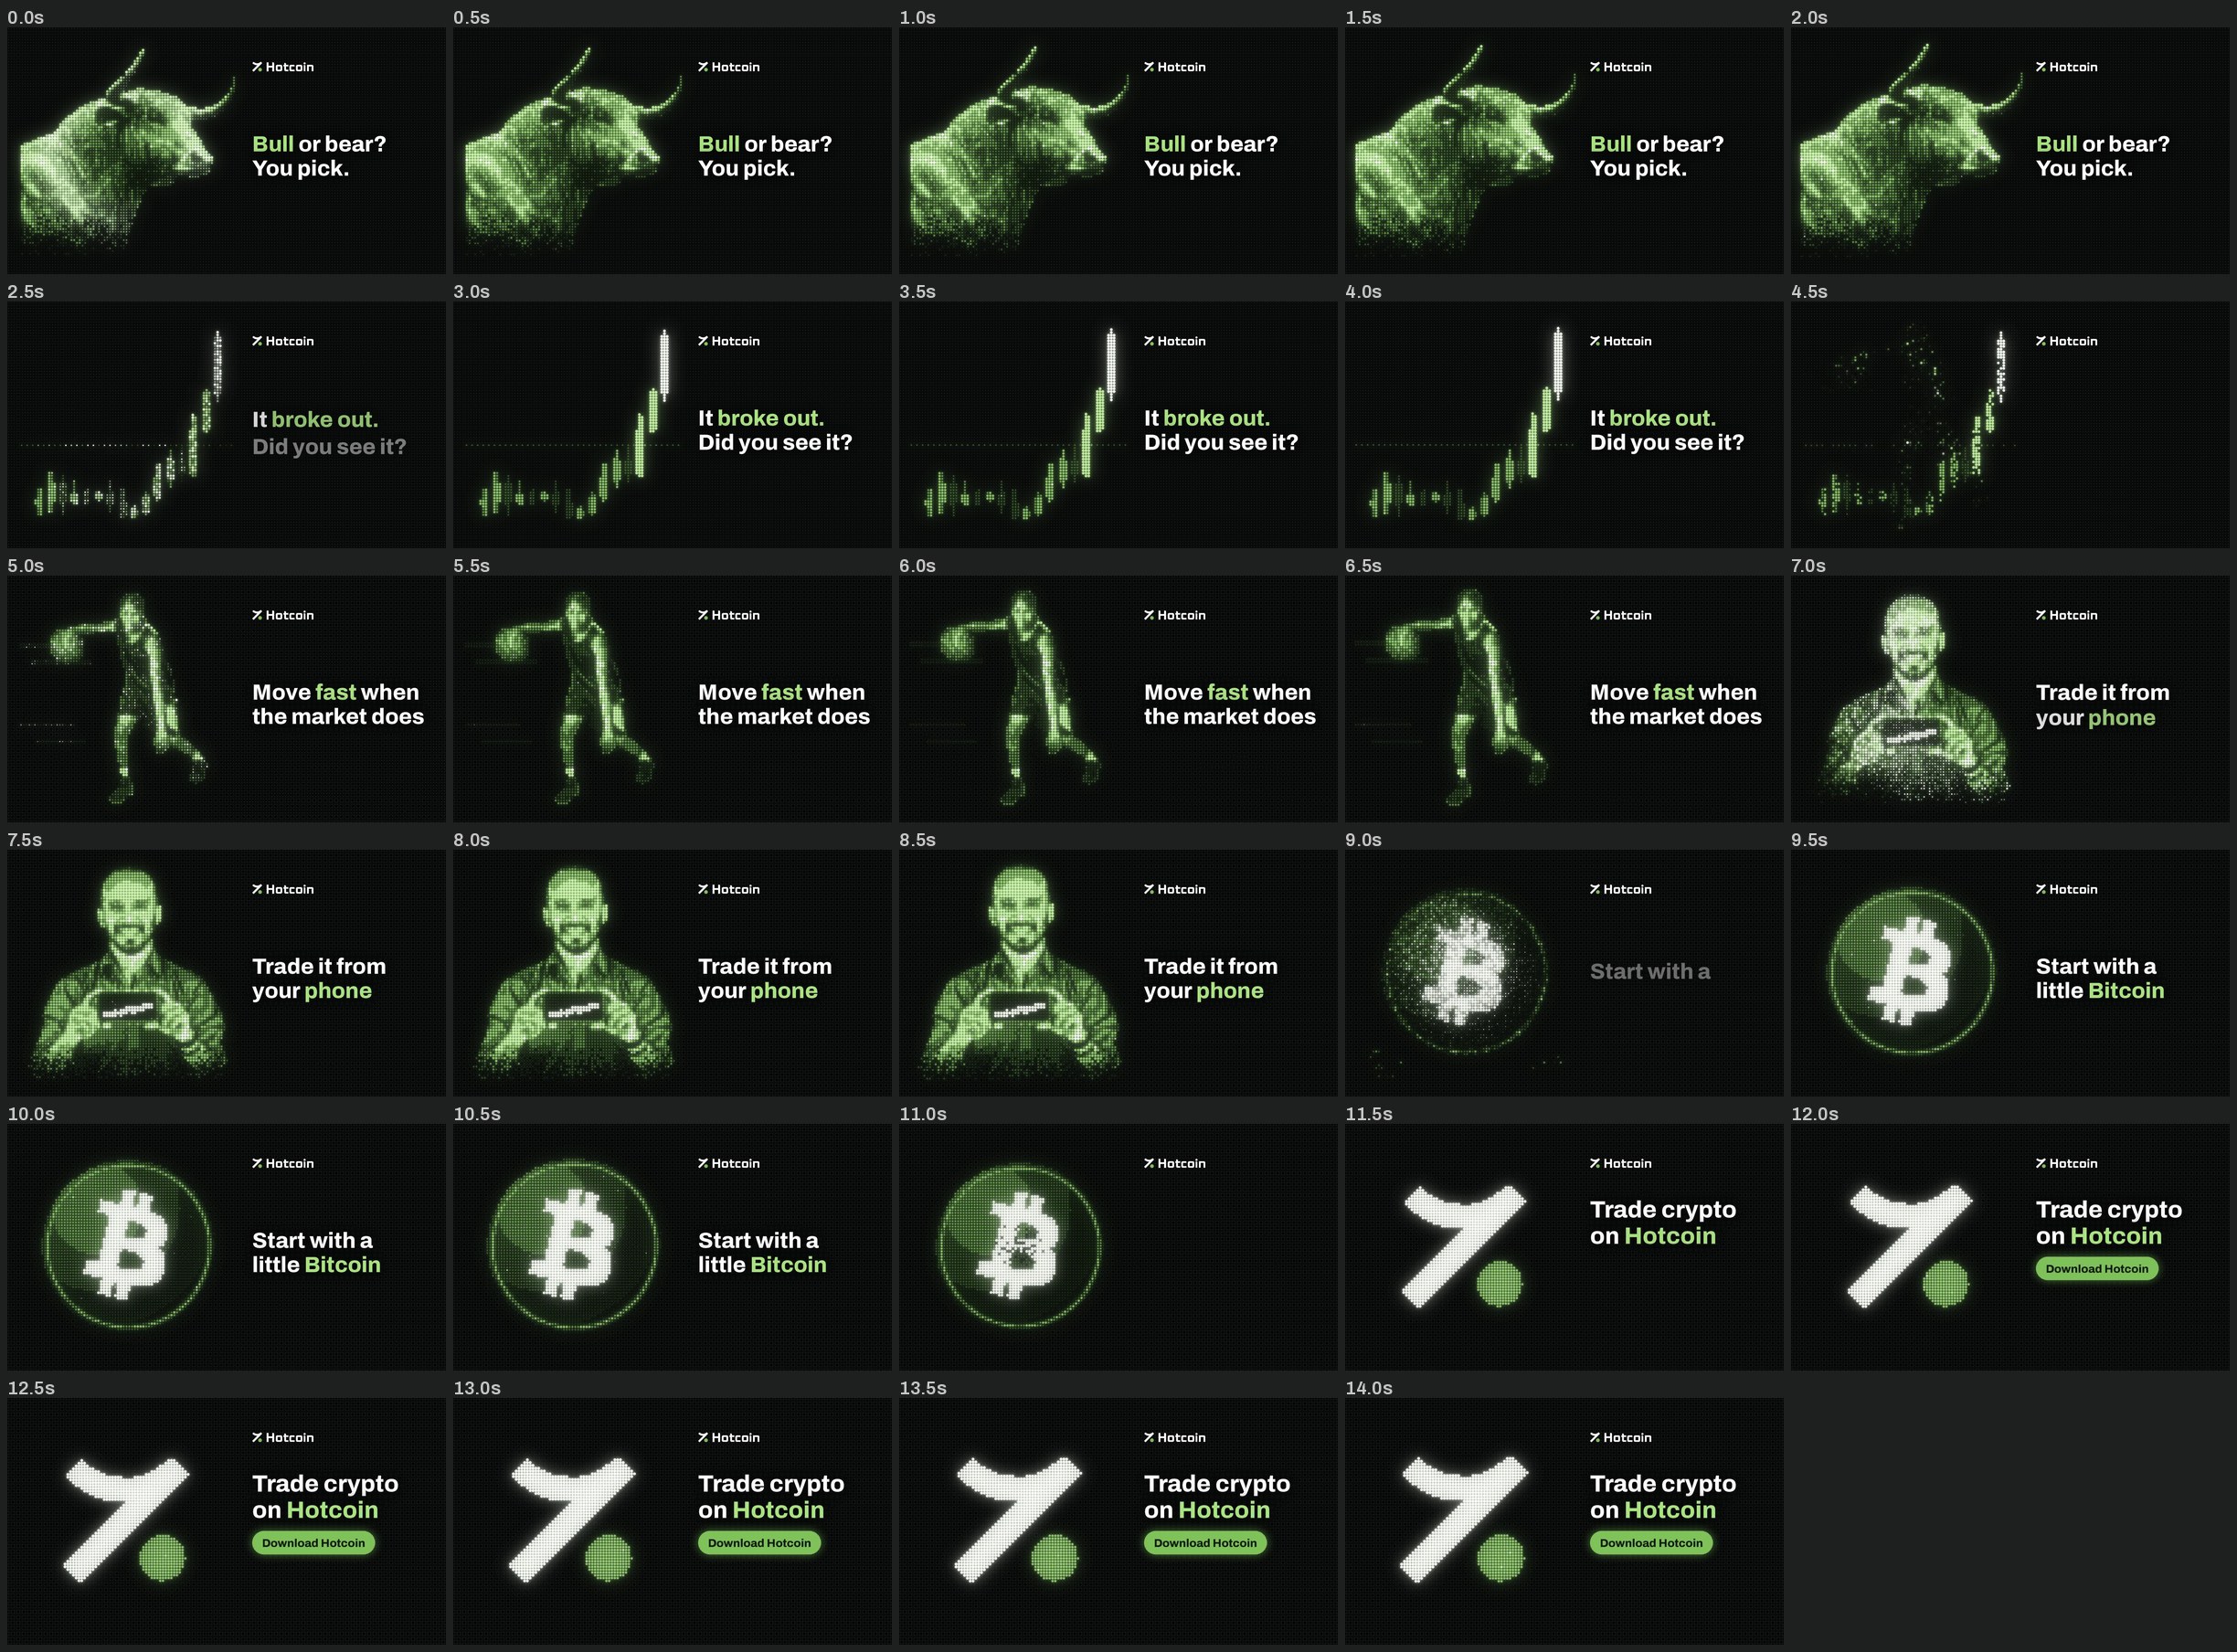 0.0s
Hotcoin
Bull or bear?
You pick.
0.5s
Hotcoin
Bull or bear?
You pick.
1.0s
Hotcoin
Bull or bear?
You pick.
1.5s
Hotcoin
Bull or bear?
You pick.
2.0s
Hotcoin
Bull or bear?
You pick.
2.5s
Hotcoin
It broke out.
Did you see it?
3.0s
Hotcoin
It broke out.
Did you see it?
3.5s
Hotcoin
It broke out.
Did you see it?
4.0s
Hotcoin
It broke out.
Did you see it?
4.5s
Hotcoin
5.0s
Hotcoin
Move fast when
the market does
5.5s
Hotcoin
Move fast when
the market does
6.0s
Hotcoin
Move fast when
the market does
6.5s
Hotcoin
Move fast when
the market does
7.0s
Hotcoin
Trade it from
your phone
7.5s
Hotcoin
Trade it from
your phone
8.0s
Hotcoin
Trade it from
your phone
8.5s
Hotcoin
Trade it from
your phone
9.0s
Hotcoin
Start with a
9.5s
Hotcoin
Start with a
little Bitcoin
10.0s
Hotcoin
Start with a
little Bitcoin
10.5s
Hotcoin
Start with a
little Bitcoin
11.0s
Hotcoin
11.5s
Hotcoin
Trade crypto
on Hotcoin
12.0s
Hotcoin
Trade crypto
on Hotcoin
Download Hotcoin
12.5s
Hotcoin
Trade crypto
on Hotcoin
Download Hotcoin
13.0s
Hotcoin
Trade crypto
on Hotcoin
Download Hotcoin
13.5s
Hotcoin
Trade crypto
on Hotcoin
Download Hotcoin
14.0s
Hotcoin
Trade crypto
on Hotcoin
Download Hotcoin